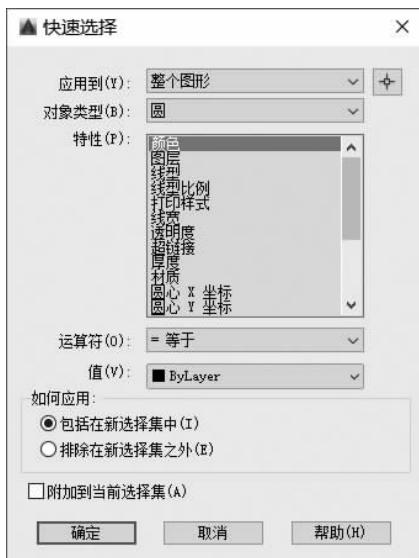 快速选择
应用到(Y): 整个图形
对象类型(B): 圆
特性(P):
颜色
图层
线型
线型比例
打印样式
线宽
透明度
超链接
厚度
材质
圆心 X 坐标
圆心 Y 坐标
运算符(O): = 等于
值(V): ByLayer
如何应用:
包括在新选择集中(I)
排除在新选择集之外(E)
附加到当前选择集(A)
确定 取消 帮助(H)